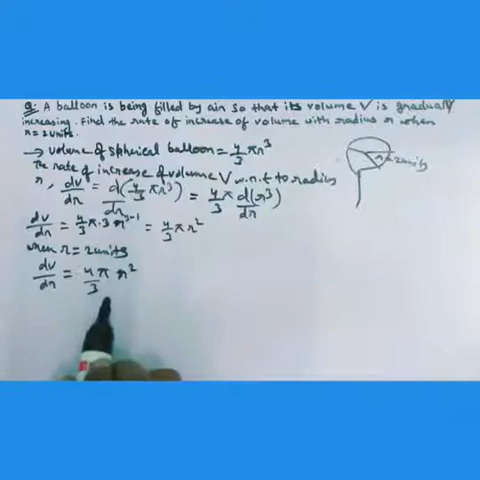 Q. A balloon is being filled by air so that its volume V is gradually
increasing. Find the rate of increase of volume with radius r when
r = 2 units.
→ volume of spherical balloon = 4/3 πr³
The rate of increase of volume V w.r.t to radius
r, dv/dr = d(4/3 πr³)/dr = 4/3 π d(r³)/dr
dv/dr = 4/3 π·3 r³⁻¹ = 4/3 πr²
when r = 2 units
dv/dr = 4π/3 r²
r = 2 units